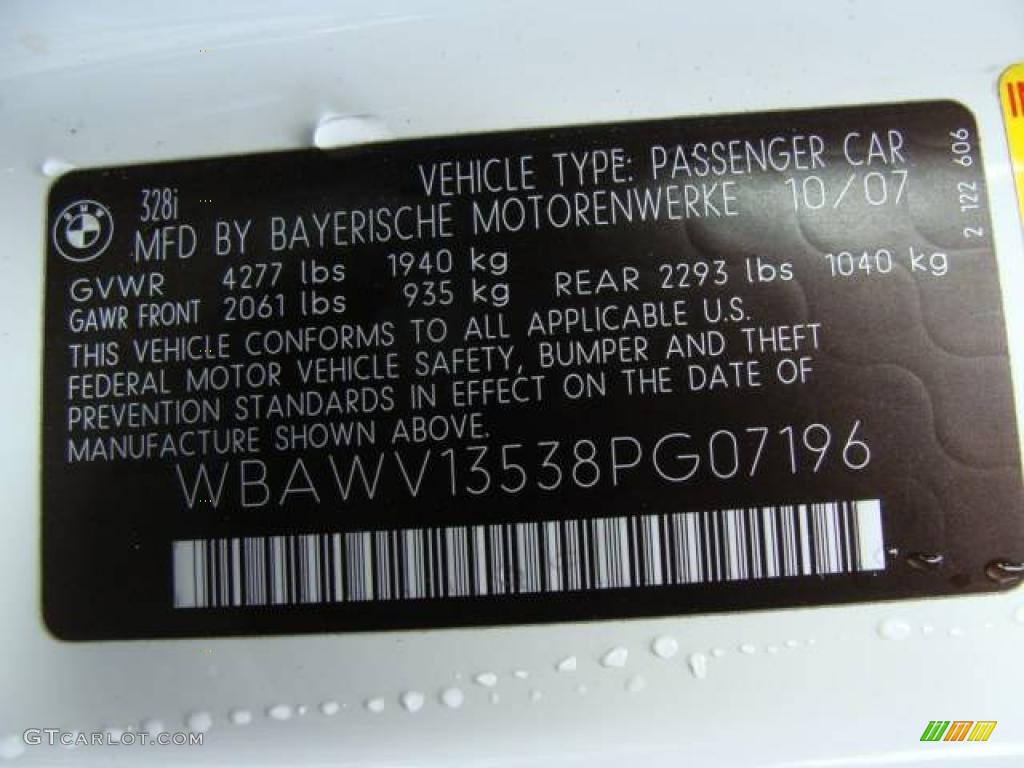 328i VEHICLE TYPE: PASSENGER CAR
MFD BY BAYERISCHE MOTORENWERKE 10/07
GVWR 4277 lbs 1940 kg
GAWR FRONT 2061 lbs 935 kg REAR 2293 lbs 1040 kg
THIS VEHICLE CONFORMS TO ALL APPLICABLE U.S.
FEDERAL MOTOR VEHICLE SAFETY, BUMPER AND THEFT
PREVENTION STANDARDS IN EFFECT ON THE DATE OF
MANUFACTURE SHOWN ABOVE.
WBAWV13538PG07196
2 122 606
BMW
GTCARLOT.COM